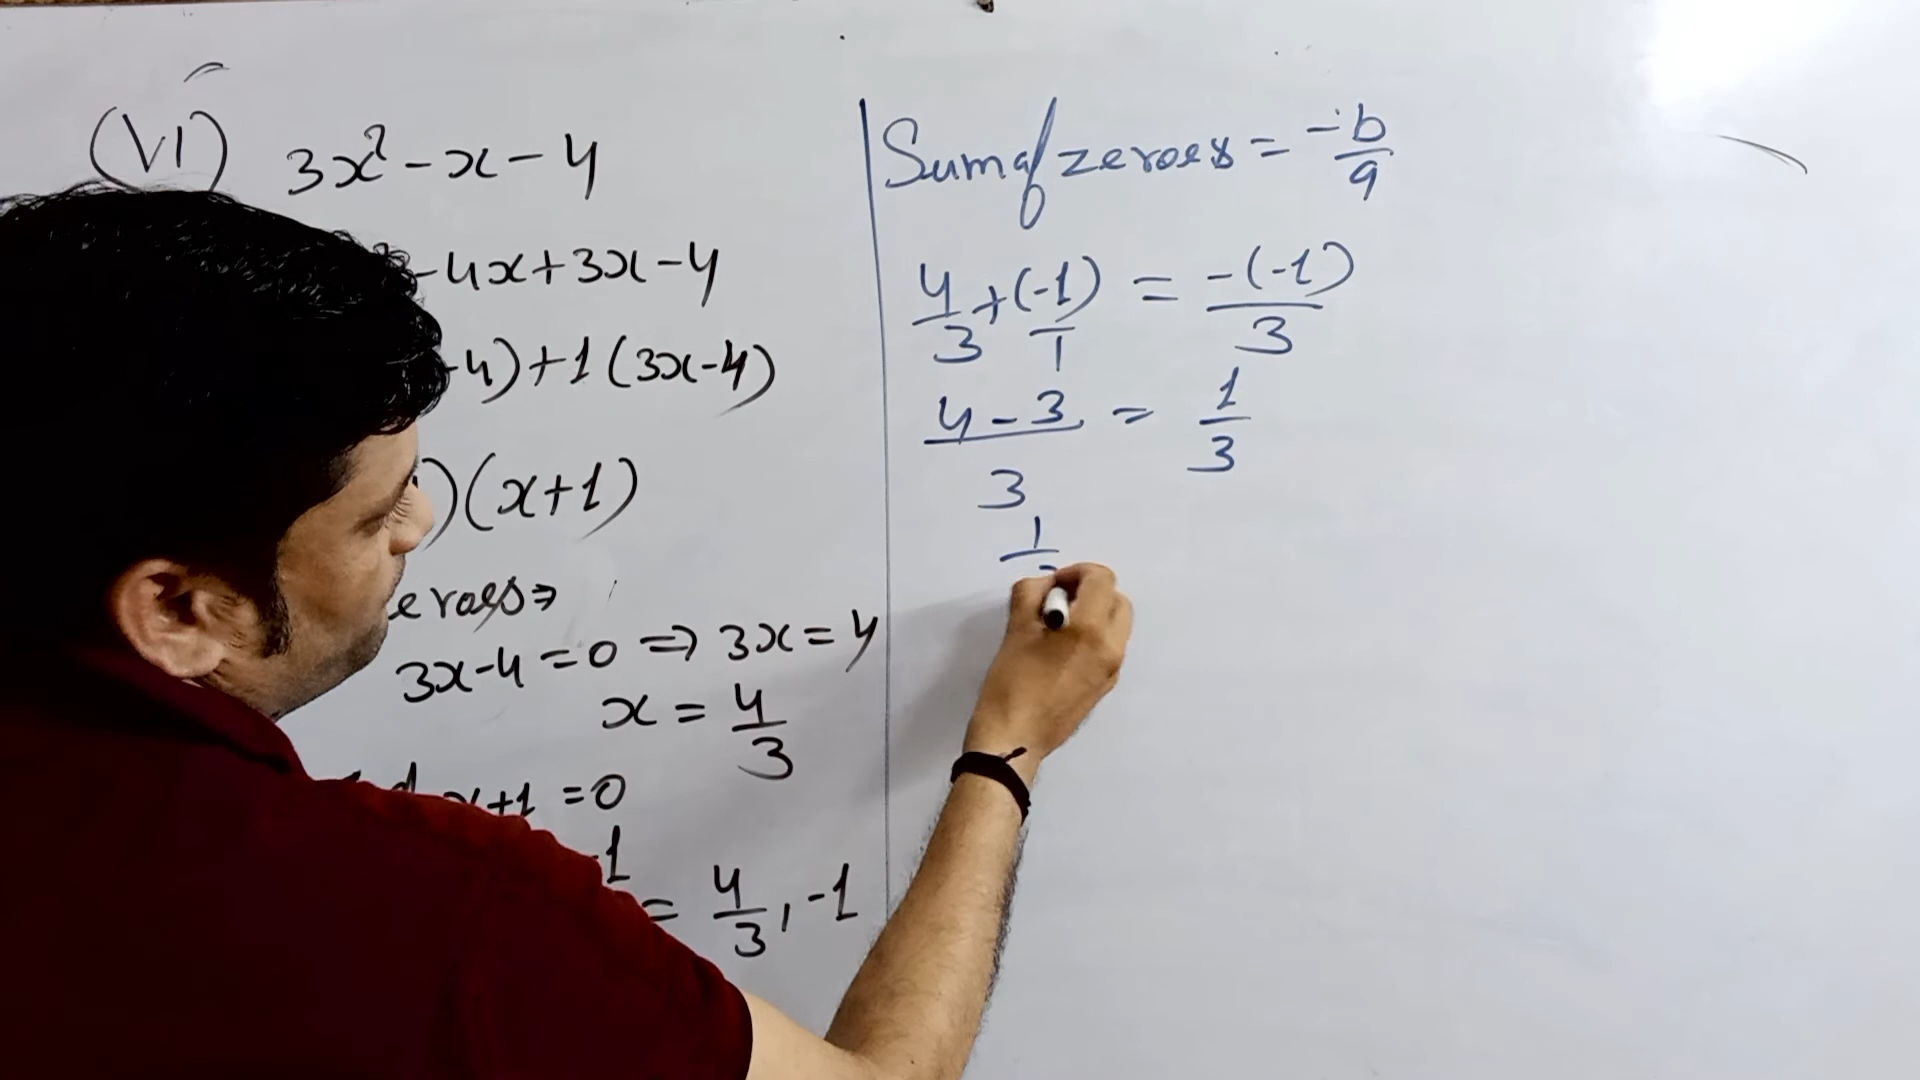 (VI) 3x² - x - 4
-4x+3x-4
-4)+1(3x-4)
)(x+1)
eroes⇒
3x-4=0 ⇒ 3x=4
x = 4/3
x+1=0
-1
= 4/3, -1
Sum of zeroes = -b/a
4/3 + (-1)/1 = -(-1)/3
4-3/3 = 1/3
1